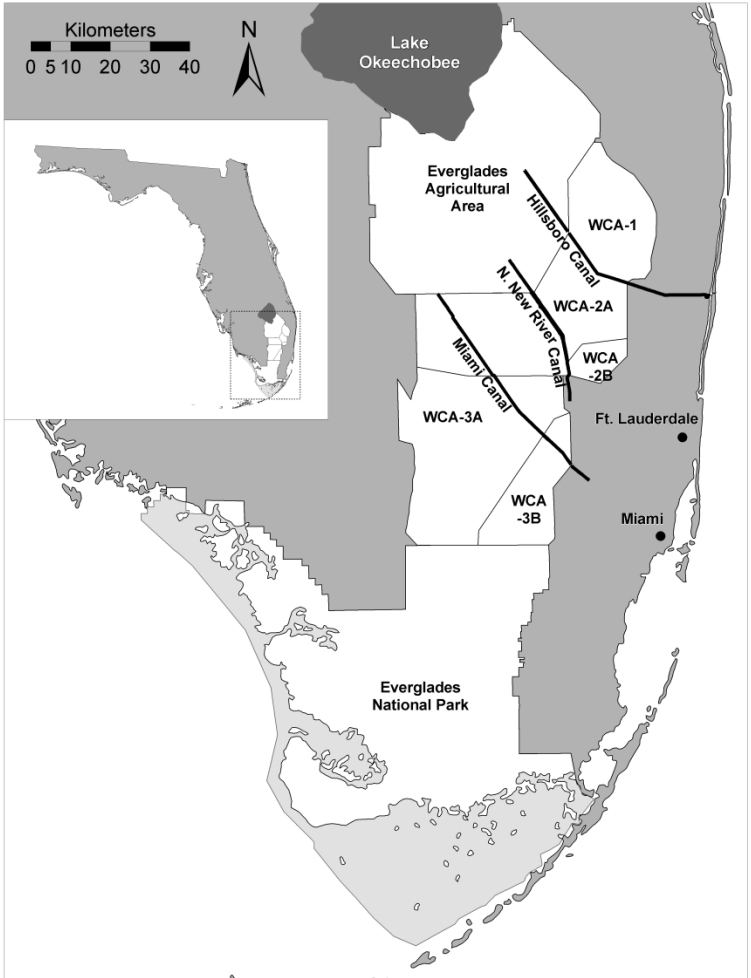 Kilometers
0 5 10 20 30 40
N
Lake
Okeechobee
Everglades
Agricultural
Area
WCA-1
Hillsboro Canal
N. New River Canal
WCA-2A
WCA
-2B
Miami Canal
WCA-3A
Ft. Lauderdale
WCA
-3B
Miami
Everglades
National Park